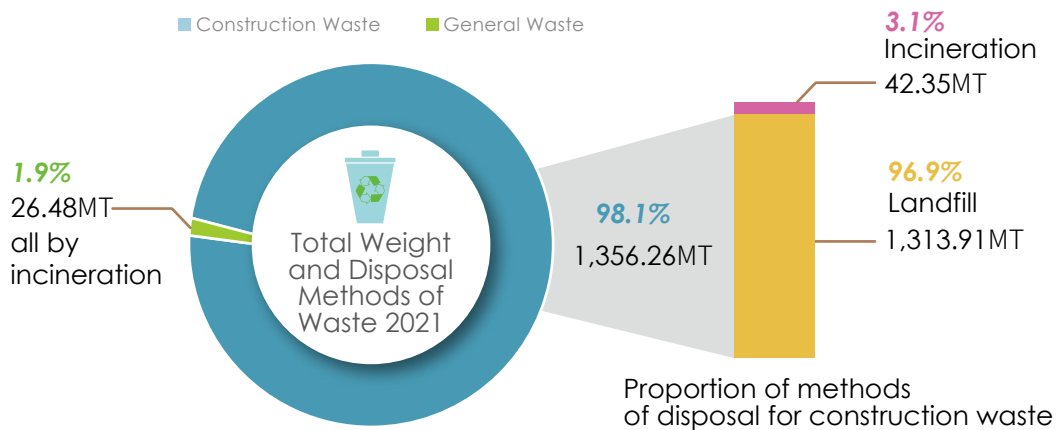 Construction Waste
General Waste
1.9%
26.48MT
all by
incineration
Total Weight
and Disposal
Methods of
Waste 2021
98.1%
1,356.26MT
3.1%
Incineration
42.35MT
96.9%
Landfill
1,313.91MT
Proportion of methods
of disposal for construction waste